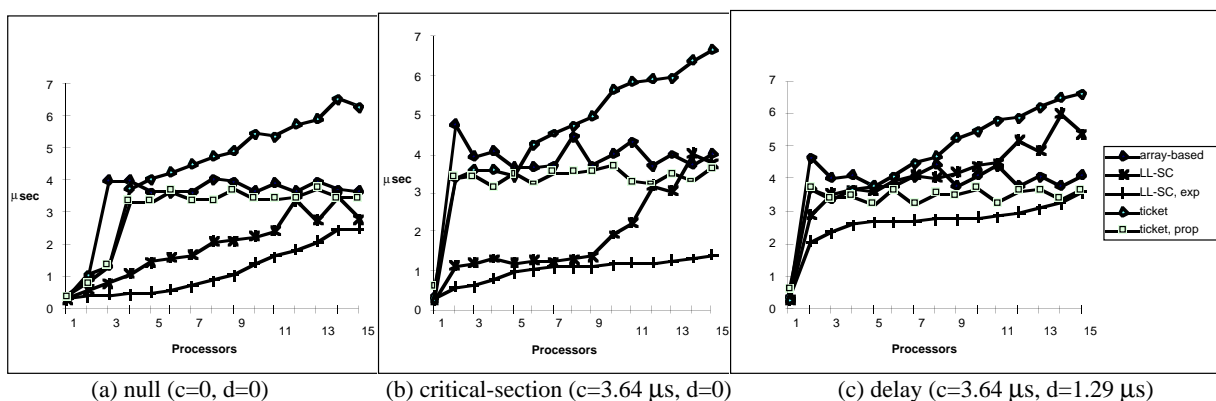 7
6
5
4
μsec
3
2
1
0
1 3 5 7 9 11 13 15
Processors
7
6
5
4
μsec
3
2
1
0
1 3 5 7 9 11 13 15
Processors
7
6
5
4
μsec
3
2
1
0
1 3 5 7 9 11 13 15
Processors
array-based
LL-SC
LL-SC, exp
ticket
ticket, prop
(a) null (c=0, d=0)
(b) critical-section (c=3.64 μs, d=0)
(c) delay (c=3.64 μs, d=1.29 μs)